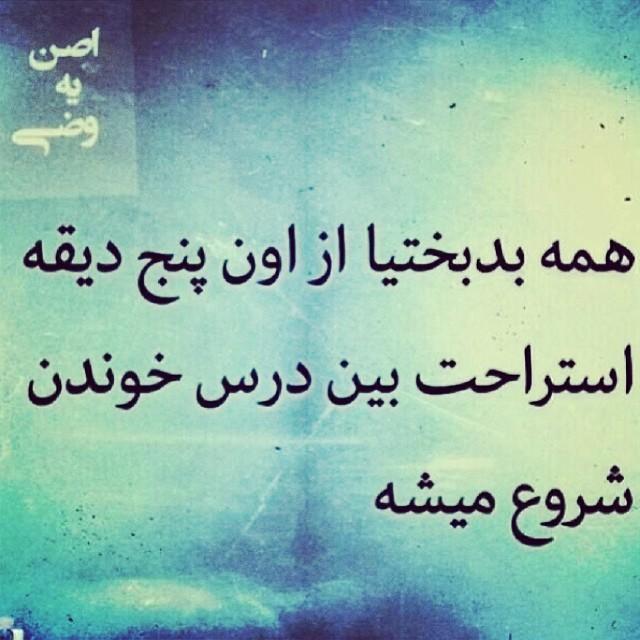 اصن
یه
وضی
همه بدبختیا از اون پنج دیقه
استراحت بین درس خوندن
شروع میشه